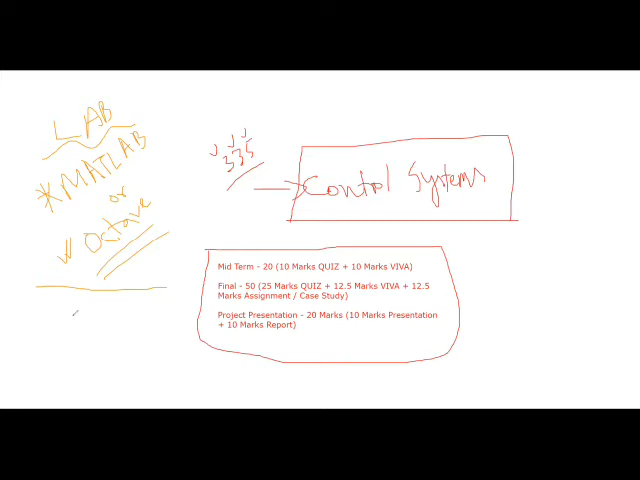 LAB
*MATLAB
or
Octave
335
Control Systems
Mid Term - 20 (10 Marks QUIZ + 10 Marks VIVA)
Final - 50 (25 Marks QUIZ + 12.5 Marks VIVA + 12.5
Marks Assignment / Case Study)
Project Presentation - 20 Marks (10 Marks Presentation
+ 10 Marks Report)